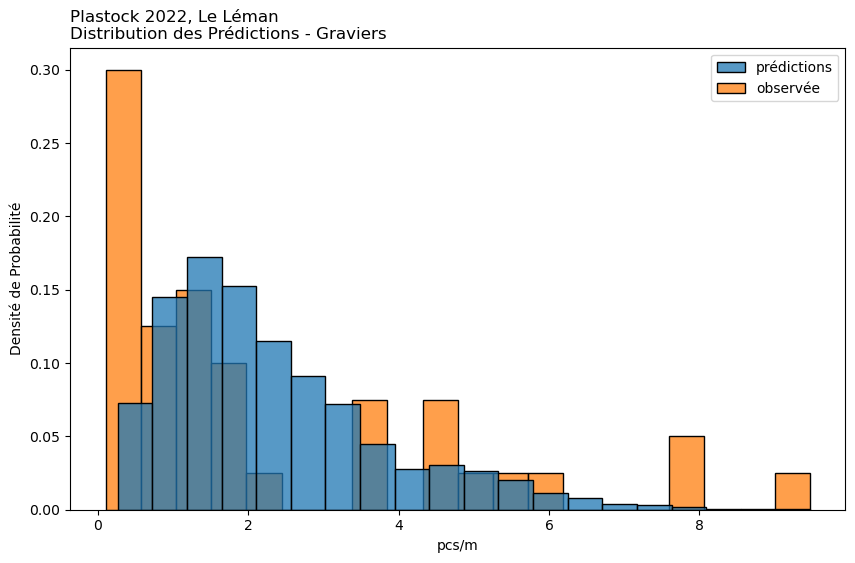 Plastock 2022, Le Léman
Distribution des Prédictions - Graviers
prédictions
observée
Densité de Probabilité
0.30
0.25
0.20
0.15
0.10
0.05
0.00
0
2
4
6
8
pcs/m